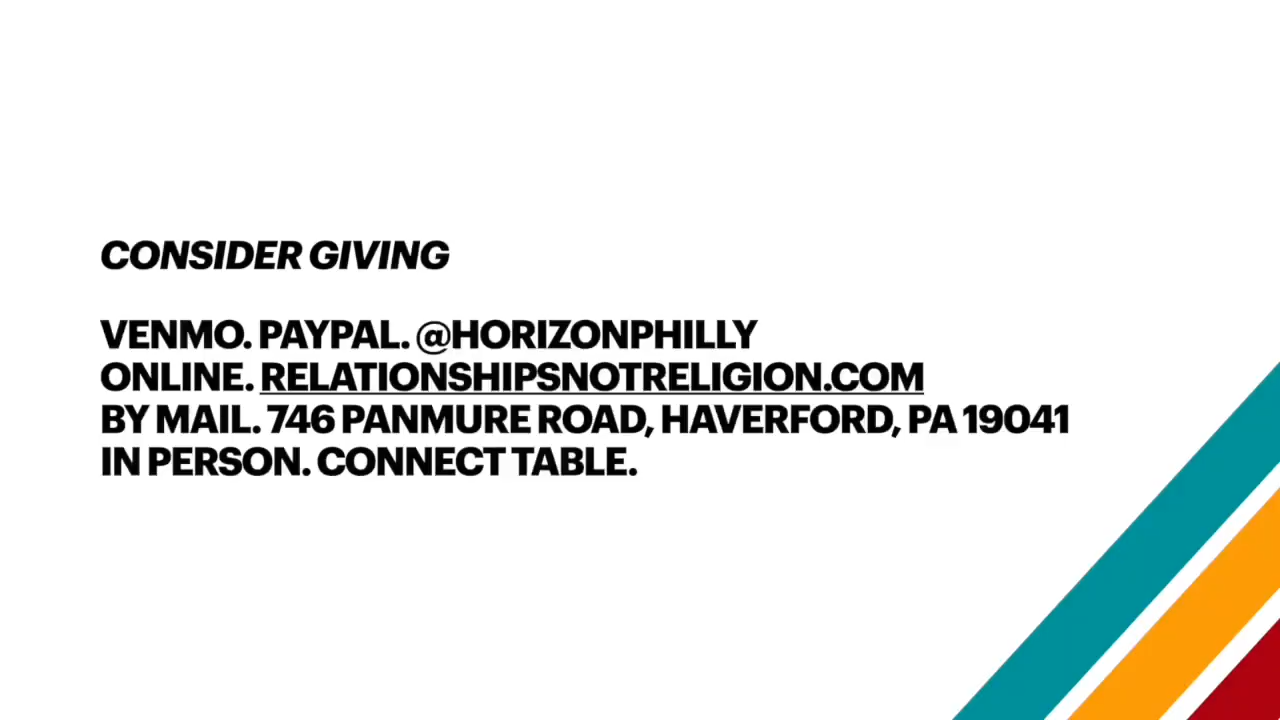 CONSIDER GIVING
VENMO. PAYPAL. @HORIZONPHILLY
ONLINE. RELATIONSHIPSNOTRELIGION.COM
BY MAIL. 746 PANMURE ROAD, HAVERFORD, PA 19041
IN PERSON. CONNECT TABLE.